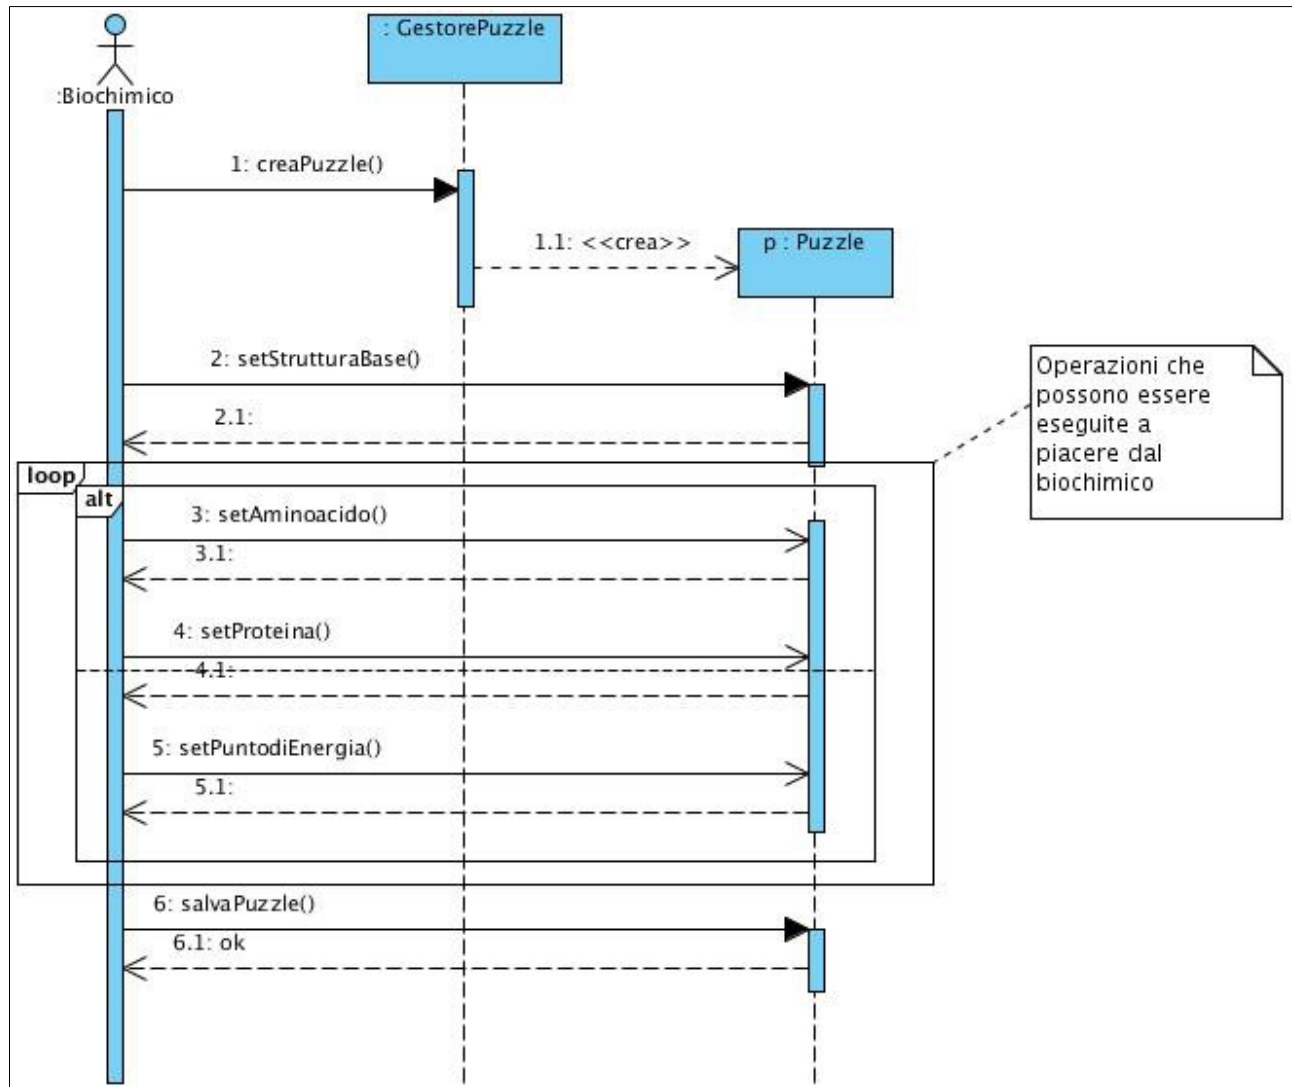 : GestorePuzzle
:Biochimico
1: creaPuzzle()
1.1: <<crea>>
p : Puzzle
2: setStrutturaBase()
Operazioni che
possono essere
eseguite a
piacere dal
biochimico
2.1:
loop
alt
3: setAminoacido()
3.1:
4: setProteina()
4.1:
5: setPuntodiEnergia()
5.1:
6: salvaPuzzle()
6.1: ok